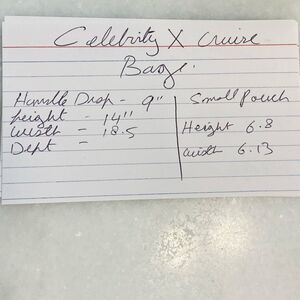 Celebrity X Cruise
Bag.
Handle Drop - 9"
height - 14"
width - 18.5
Dept -
Small Pouch
Height 6.8
width 6.13